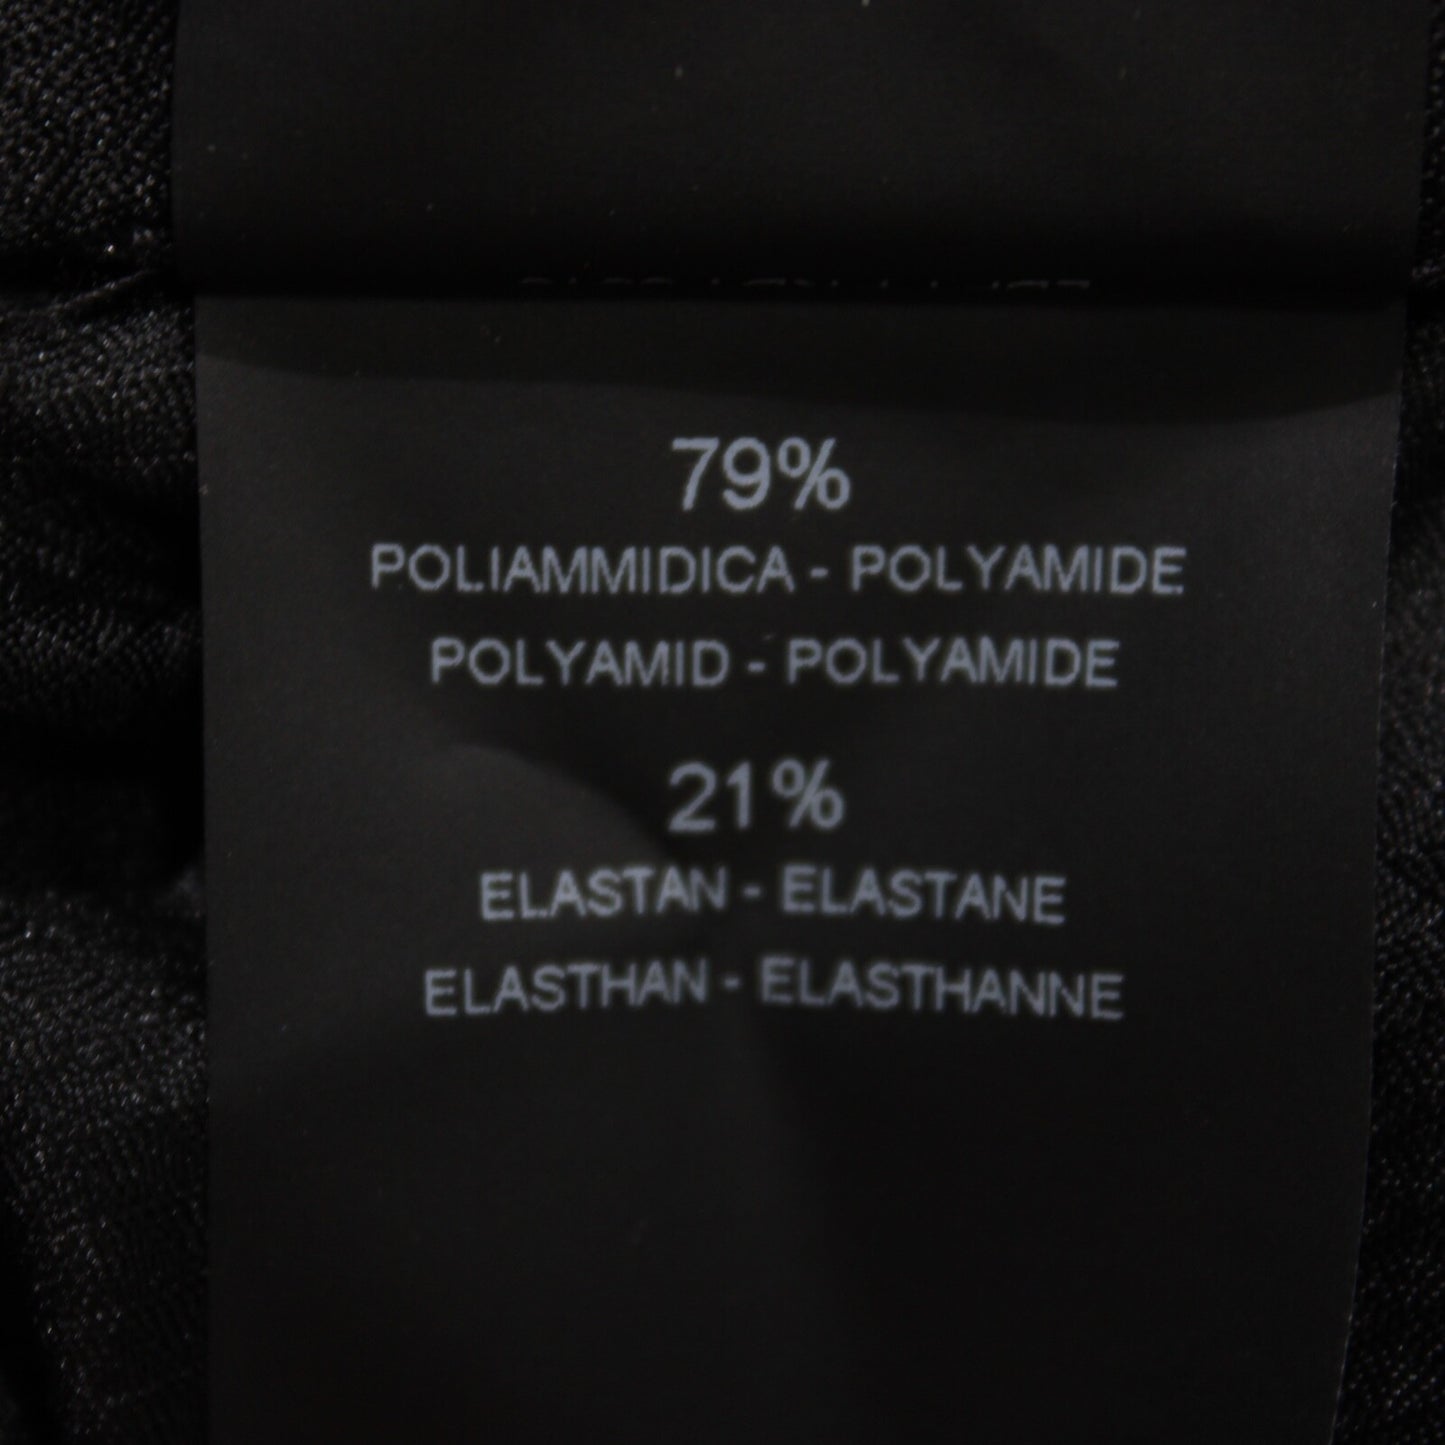 79%
POLIAMMIDICA - POLYAMIDE
POLYAMID - POLYAMIDE
21%
ELASTAN - ELASTANE
ELASTHAN - ELASTHANNE